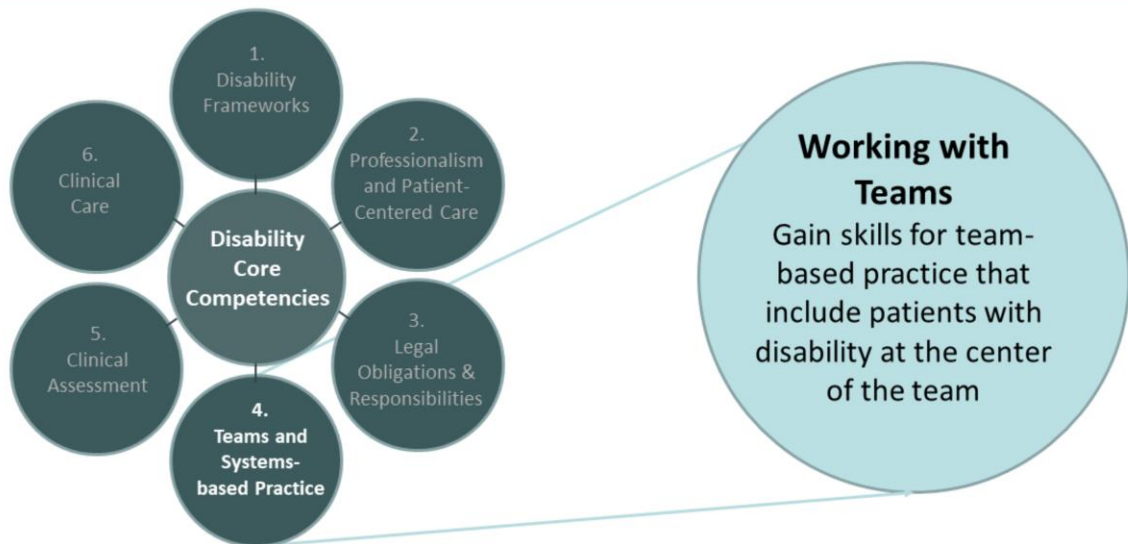 1.
Disability
Frameworks
2.
Professionalism
and Patient-
Centered Care
3.
Legal
Obligations &
Responsibilities
4.
Teams and
Systems-
based Practice
5.
Clinical
Assessment
6.
Clinical
Care
Disability
Core
Competencies
Working with
Teams
Gain skills for team-
based practice that
include patients with
disability at the center
of the team